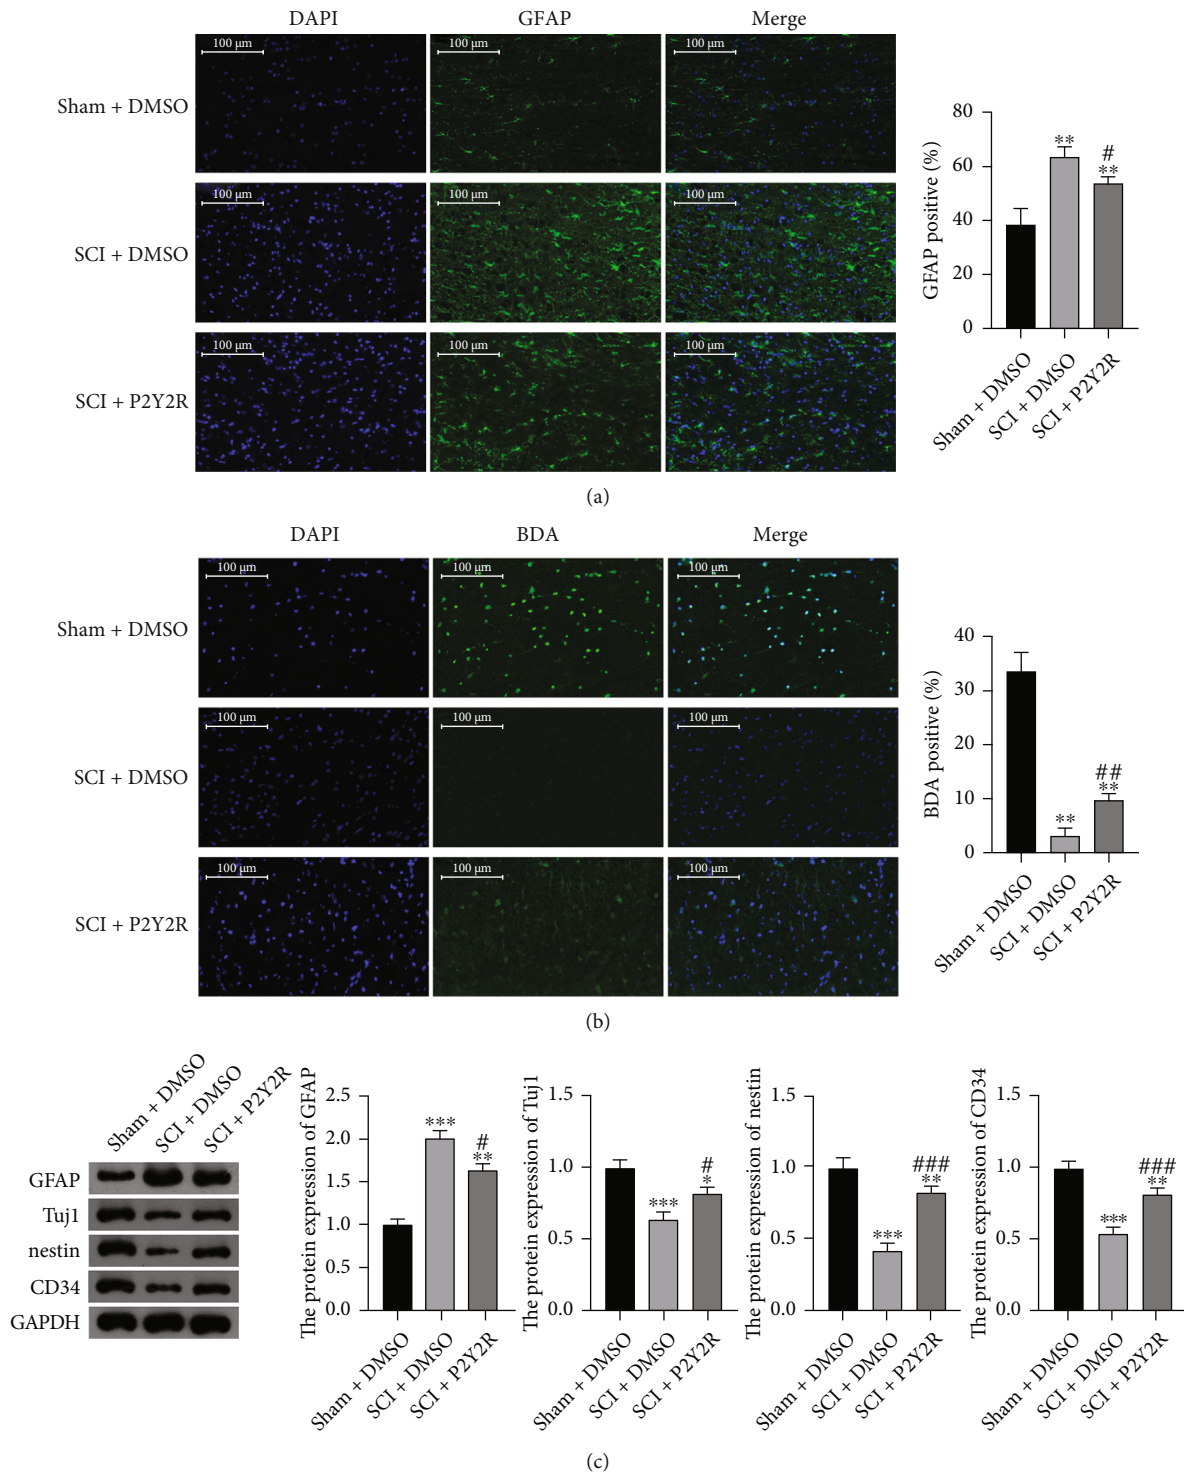 DAPI GFAP Merge
Sham + DMSO 100 μm 100 μm 100 μm
SCI + DMSO 100 μm 100 μm 100 μm
SCI + P2Y2R 100 μm 100 μm 100 μm
GFAP positive (%)
80
60
40
20
0
**
#
**
Sham + DMSO
SCI + DMSO
SCI + P2Y2R
(a)
DAPI BDA Merge
Sham + DMSO 100 μm 100 μm 100 μm
SCI + DMSO 100 μm 100 μm 100 μm
SCI + P2Y2R 100 μm 100 μm 100 μm
BDA positive (%)
40
30
20
10
0
**
##
**
Sham + DMSO
SCI + DMSO
SCI + P2Y2R
(b)
Sham + DMSO
SCI + DMSO
SCI + P2Y2R
GFAP
Tuj1
nestin
CD34
GAPDH
The protein expression of GFAP
2.5
2.0
1.5
1.0
0.5
0.0
***
#
**
Sham + DMSO
SCI + DMSO
SCI + P2Y2R
The protein expression of Tuj1
1.5
1.0
0.5
0.0
***
#
*
Sham + DMSO
SCI + DMSO
SCI + P2Y2R
The protein expression of nestin
1.5
1.0
0.5
0.0
***
###
**
Sham + DMSO
SCI + DMSO
SCI + P2Y2R
The protein expression of CD34
1.5
1.0
0.5
0.0
***
###
**
Sham + DMSO
SCI + DMSO
SCI + P2Y2R
(c)